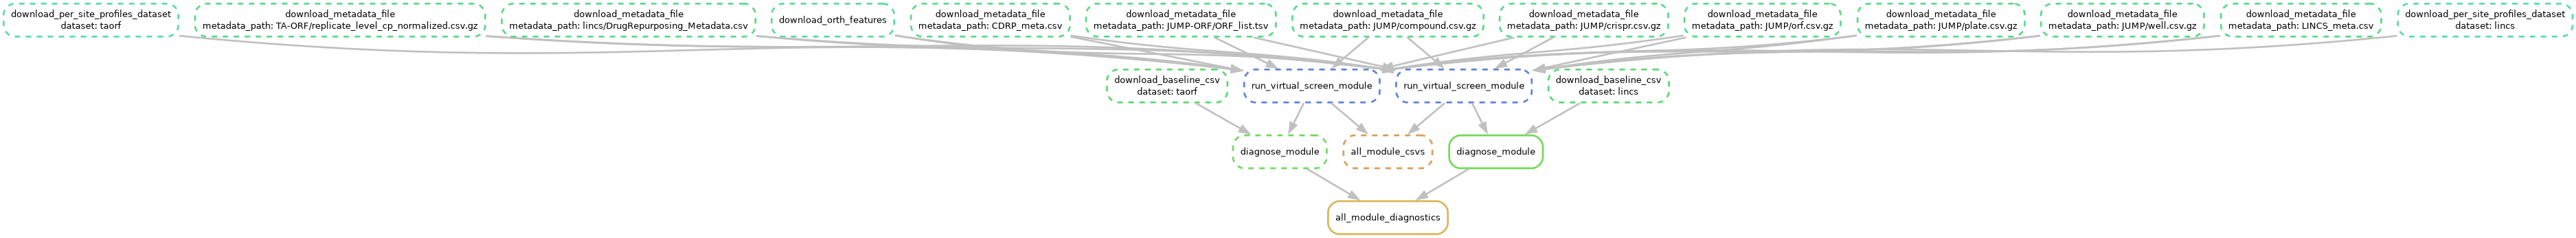 download_per_site_profiles_dataset
dataset: taorf
download_metadata_file
metadata_path: TA-ORF/replicate_level_cp_normalized.csv.gz
download_metadata_file
metadata_path: lincs/DrugRepurposing_Metadata.csv
download_orth_features
download_metadata_file
metadata_path: CDRP_meta.csv
download_metadata_file
metadata_path: JUMP-ORF/ORF_list.tsv
download_metadata_file
metadata_path: JUMP/compound.csv.gz
download_metadata_file
metadata_path: JUMP/crispr.csv.gz
download_metadata_file
metadata_path: JUMP/orf.csv.gz
download_metadata_file
metadata_path: JUMP/plate.csv.gz
download_metadata_file
metadata_path: JUMP/well.csv.gz
download_metadata_file
metadata_path: LINCS_meta.csv
download_per_site_profiles_dataset
dataset: lincs
download_baseline_csv
dataset: taorf
run_virtual_screen_module
run_virtual_screen_module
download_baseline_csv
dataset: lincs
diagnose_module
all_module_csvs
diagnose_module
all_module_diagnostics